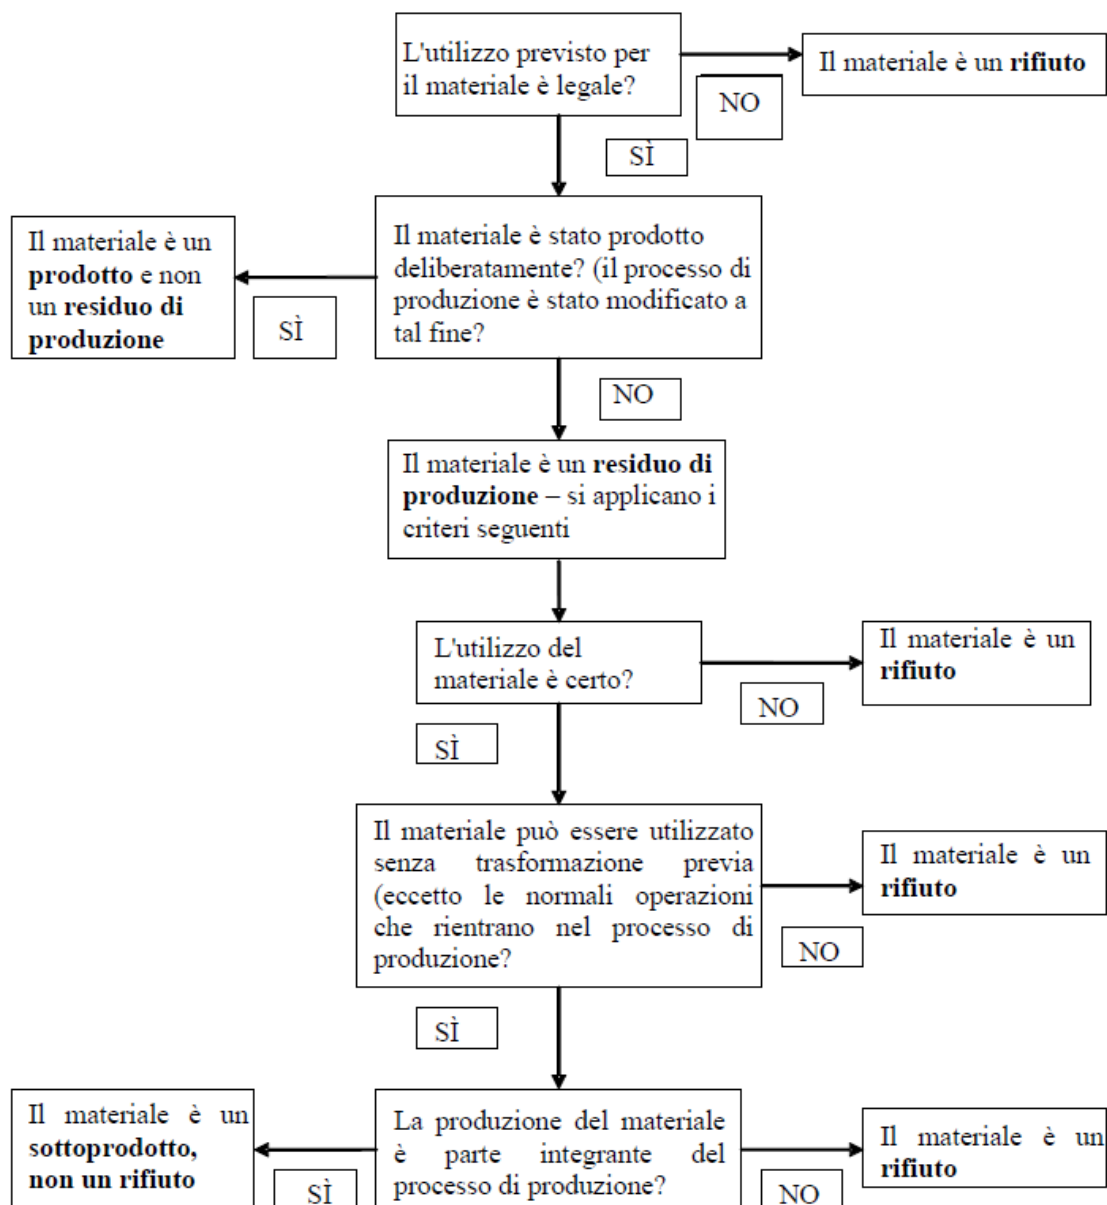 L'utilizzo previsto per
il materiale è legale?
Il materiale è un rifiuto
NO
SÌ
Il materiale è un
prodotto e non
un residuo di
produzione
SÌ
Il materiale è stato prodotto
deliberatamente? (il processo di
produzione è stato modificato a
tal fine?
NO
Il materiale è un residuo di
produzione – si applicano i
criteri seguenti
L'utilizzo del
materiale è certo?
Il materiale è un
rifiuto
NO
SÌ
Il materiale può essere utilizzato
senza trasformazione previa
(eccetto le normali operazioni
che rientrano nel processo di
produzione?
Il materiale è un
rifiuto
NO
SÌ
Il materiale è un
sottoprodotto,
non un rifiuto
SÌ
La produzione del materiale
è parte integrante del
processo di produzione?
Il materiale è un
rifiuto
NO